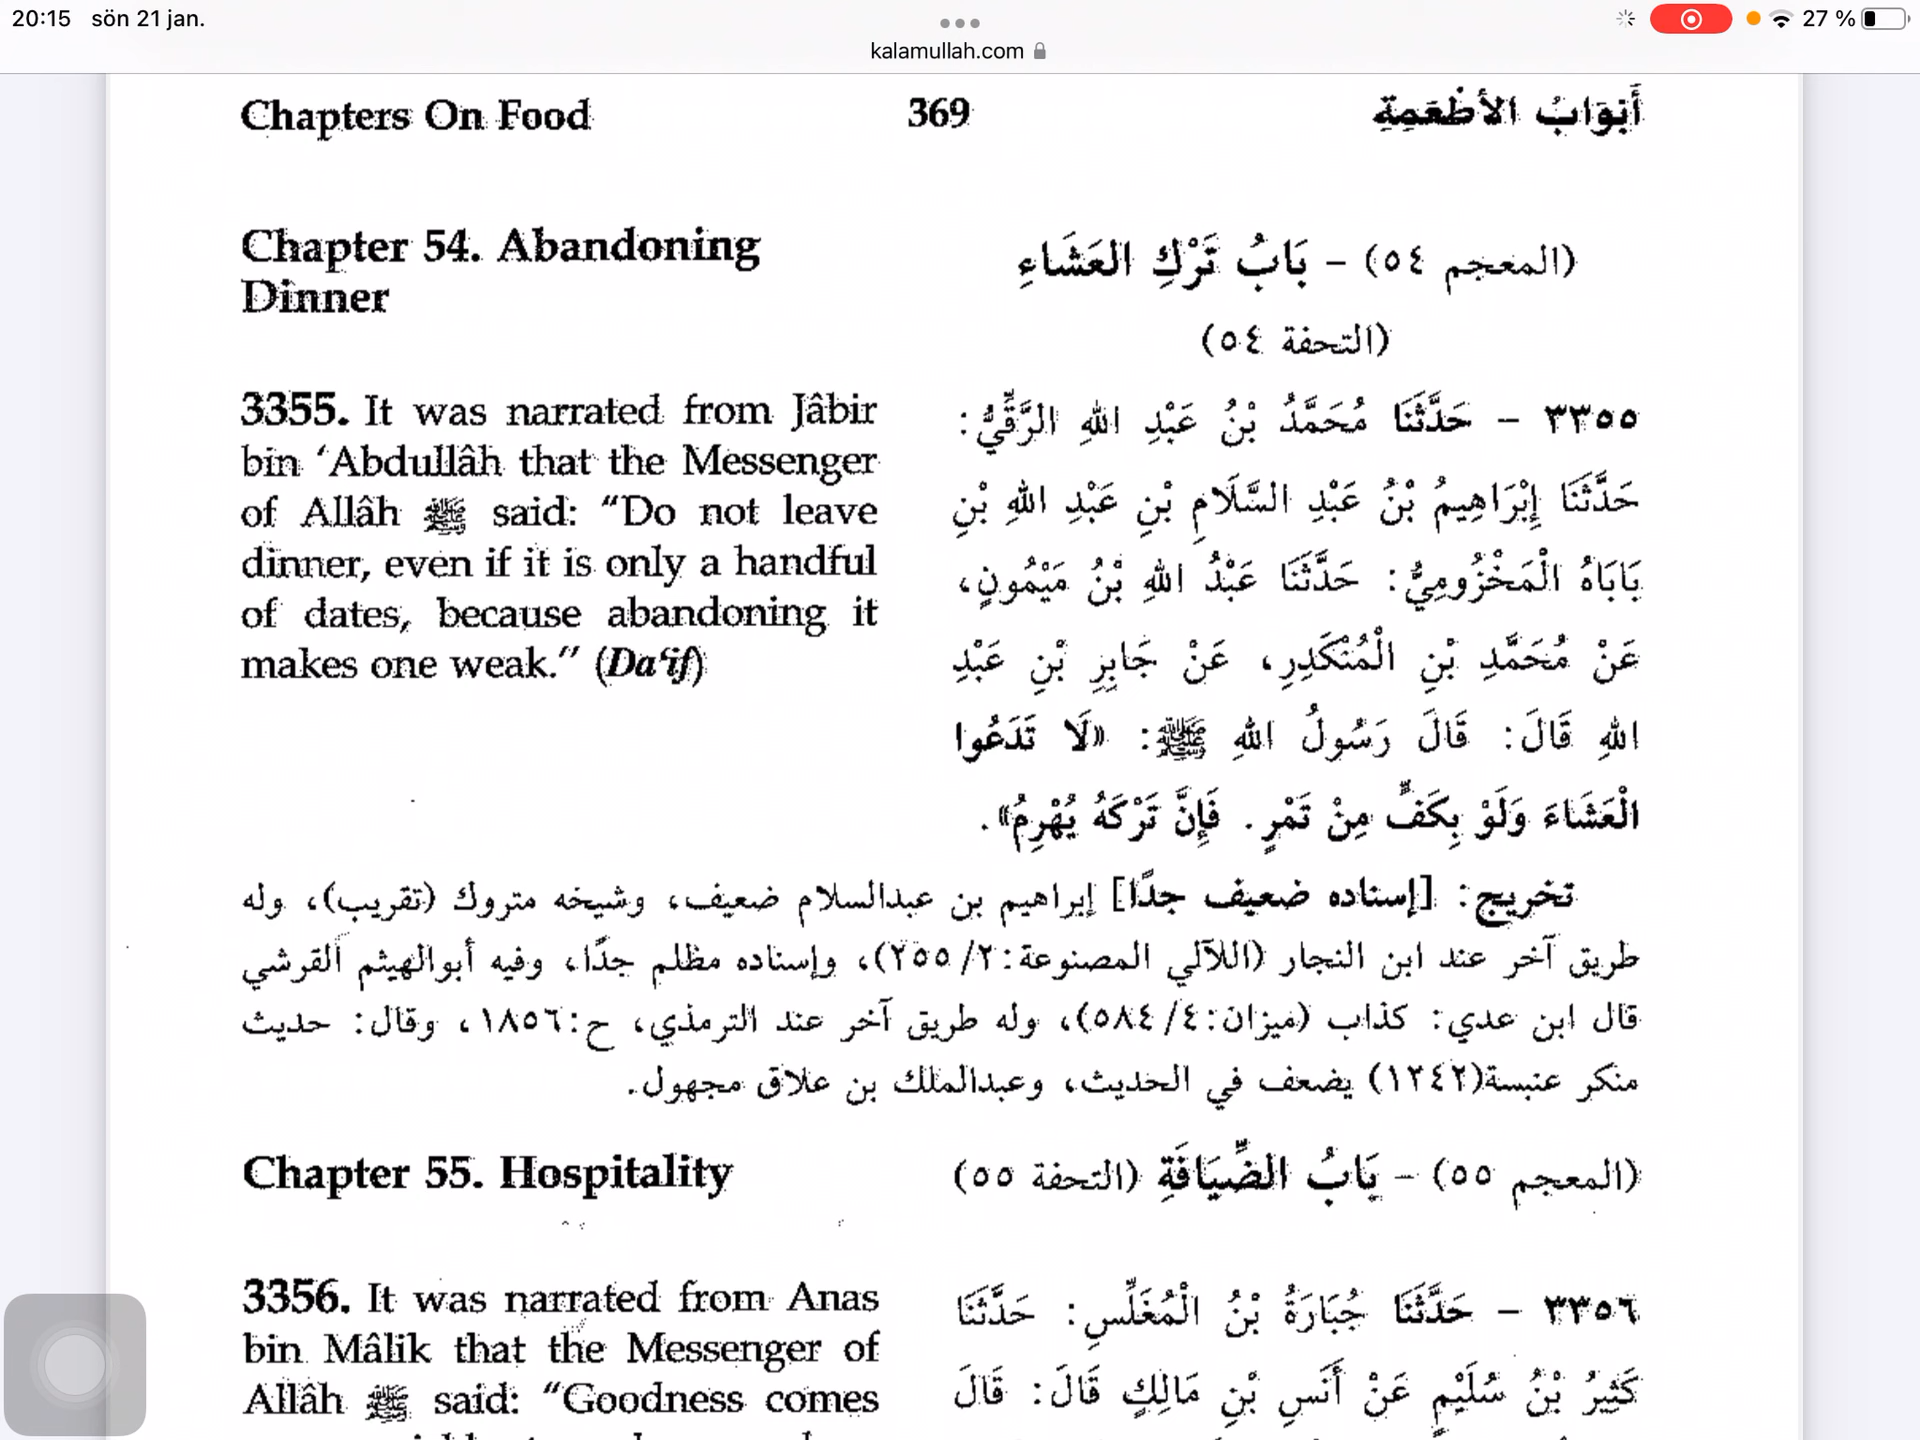 20:15 sön 21 jan.
27 %
kalamullah.com
Chapters On Food 369 أَبْوَابُ الأَطْعِمَةِ
Chapter 54. Abandoning
Dinner
(المعجم ٥٤) - بَابُ تَرْكِ العَشَاءِ
(التحفة ٥٤)
3355. It was narrated from Jâbir
bin ‘Abdullâh that the Messenger
of Allâh ﷺ said: “Do not leave
dinner, even if it is only a handful
of dates, because abandoning it
makes one weak.” (Da‘if)
٣٣٥٥ - حَدَّثَنَا مُحَمَّدُ بْنُ عَبْدِ اللهِ الرَّقِّيُّ:
حَدَّثَنَا إِبْرَاهِيمُ بْنُ عَبْدِ السَّلَامِ بْنِ عَبْدِ اللهِ بْنِ
بَابَاهُ الْمَخْزُومِيُّ: حَدَّثَنَا عَبْدُ اللهِ بْنُ مَيْمُونٍ،
عَنْ مُحَمَّدِ بْنِ الْمُنْكَدِرِ، عَنْ جَابِرِ بْنِ عَبْدِ
اللهِ قَالَ: قَالَ رَسُولُ اللهِ ﷺ: «لَا تَدَعُوا
الْعَشَاءَ وَلَوْ بِكَفٍّ مِنْ تَمْرٍ. فَإِنَّ تَرْكَهُ يُهْرِمُ».
تخريج: [إسناده ضعيف جدًا] إبراهيم بن عبدالسلام ضعيف، وشيخه متروك (تقريب)، وله
طريق آخر عند ابن النجار (اللآلي المصنوعة:٢/ ٢٥٥)، وإسناده مظلم جدًا، وفيه أبوالهيثم القرشي
قال ابن عدي: كذاب (ميزان:٤/ ٥٨٤)، وله طريق آخر عند الترمذي، ح:١٨٥٦، وقال: حديث
منكر عنبسة(١٢٤٢) يضعف في الحديث، وعبدالملك بن علاق مجهول.
Chapter 55. Hospitality
(المعجم ٥٥) - بَابُ الضِّيَافَةِ (التحفة ٥٥)
3356. It was narrated from Anas
bin Mâlik that the Messenger of
Allâh ﷺ said: “Goodness comes
٣٣٥٦ - حَدَّثَنَا جُبَارَةُ بْنُ الْمُغَلِّسِ: حَدَّثَنَا
كَثِيرُ بْنُ سُلَيْمٍ عَنْ أَنَسِ بْنِ مَالِكٍ قَالَ: قَالَ